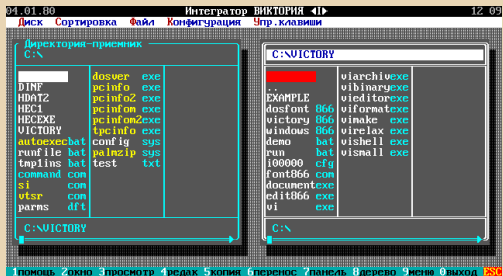 04.01.80 Интегратор ВИКТОРИЯ ◄I► 12 09
Диск Сортировка Файл Конфигурация Упр.клавиши
Директория-приемник
C:\
DINF
HDATZ
HEC1
HECEXE
VICTORY
autoexec bat
runfile bat
tmp1ins bat
command com
si com
vtsr com
parms dft
dosver exe
pcinfo exe
pcinfo2 exe
pcinfom exe
pcinfom2 exe
tpcinfo exe
config sys
palmzip sys
test txt
C:\VICTORY
C:\VICTORY
..
EXAMPLE
dosfont 866
victory 866
windows 866
demo bat
run bat
i00000 cfg
font866 com
document exe
edit866 exe
vi exe
viarchiv exe
vibinary exe
vieditor exe
viformat exe
vimake exe
virelax exe
vishell exe
vismall exe
C:\
1помощь 2окно 3просмотр 4редак 5копия 6перенос 7панель 8дерево 9меню 0выход